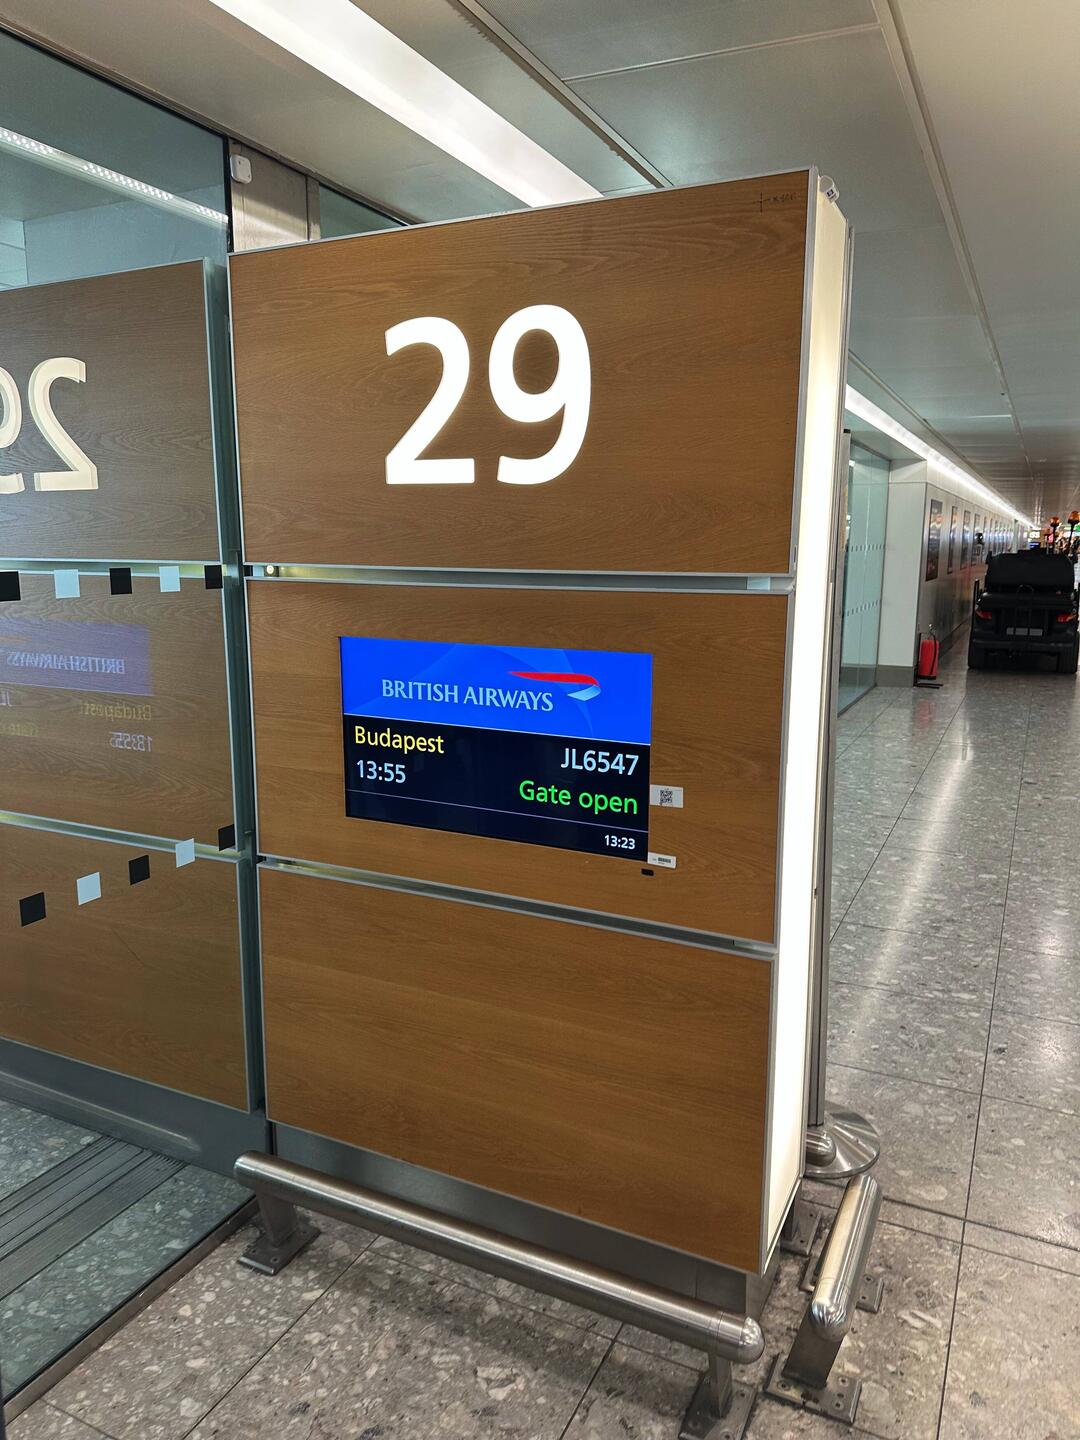 29
BRITISH AIRWAYS
Budapest
JL6547
13:55
Gate open
13:23